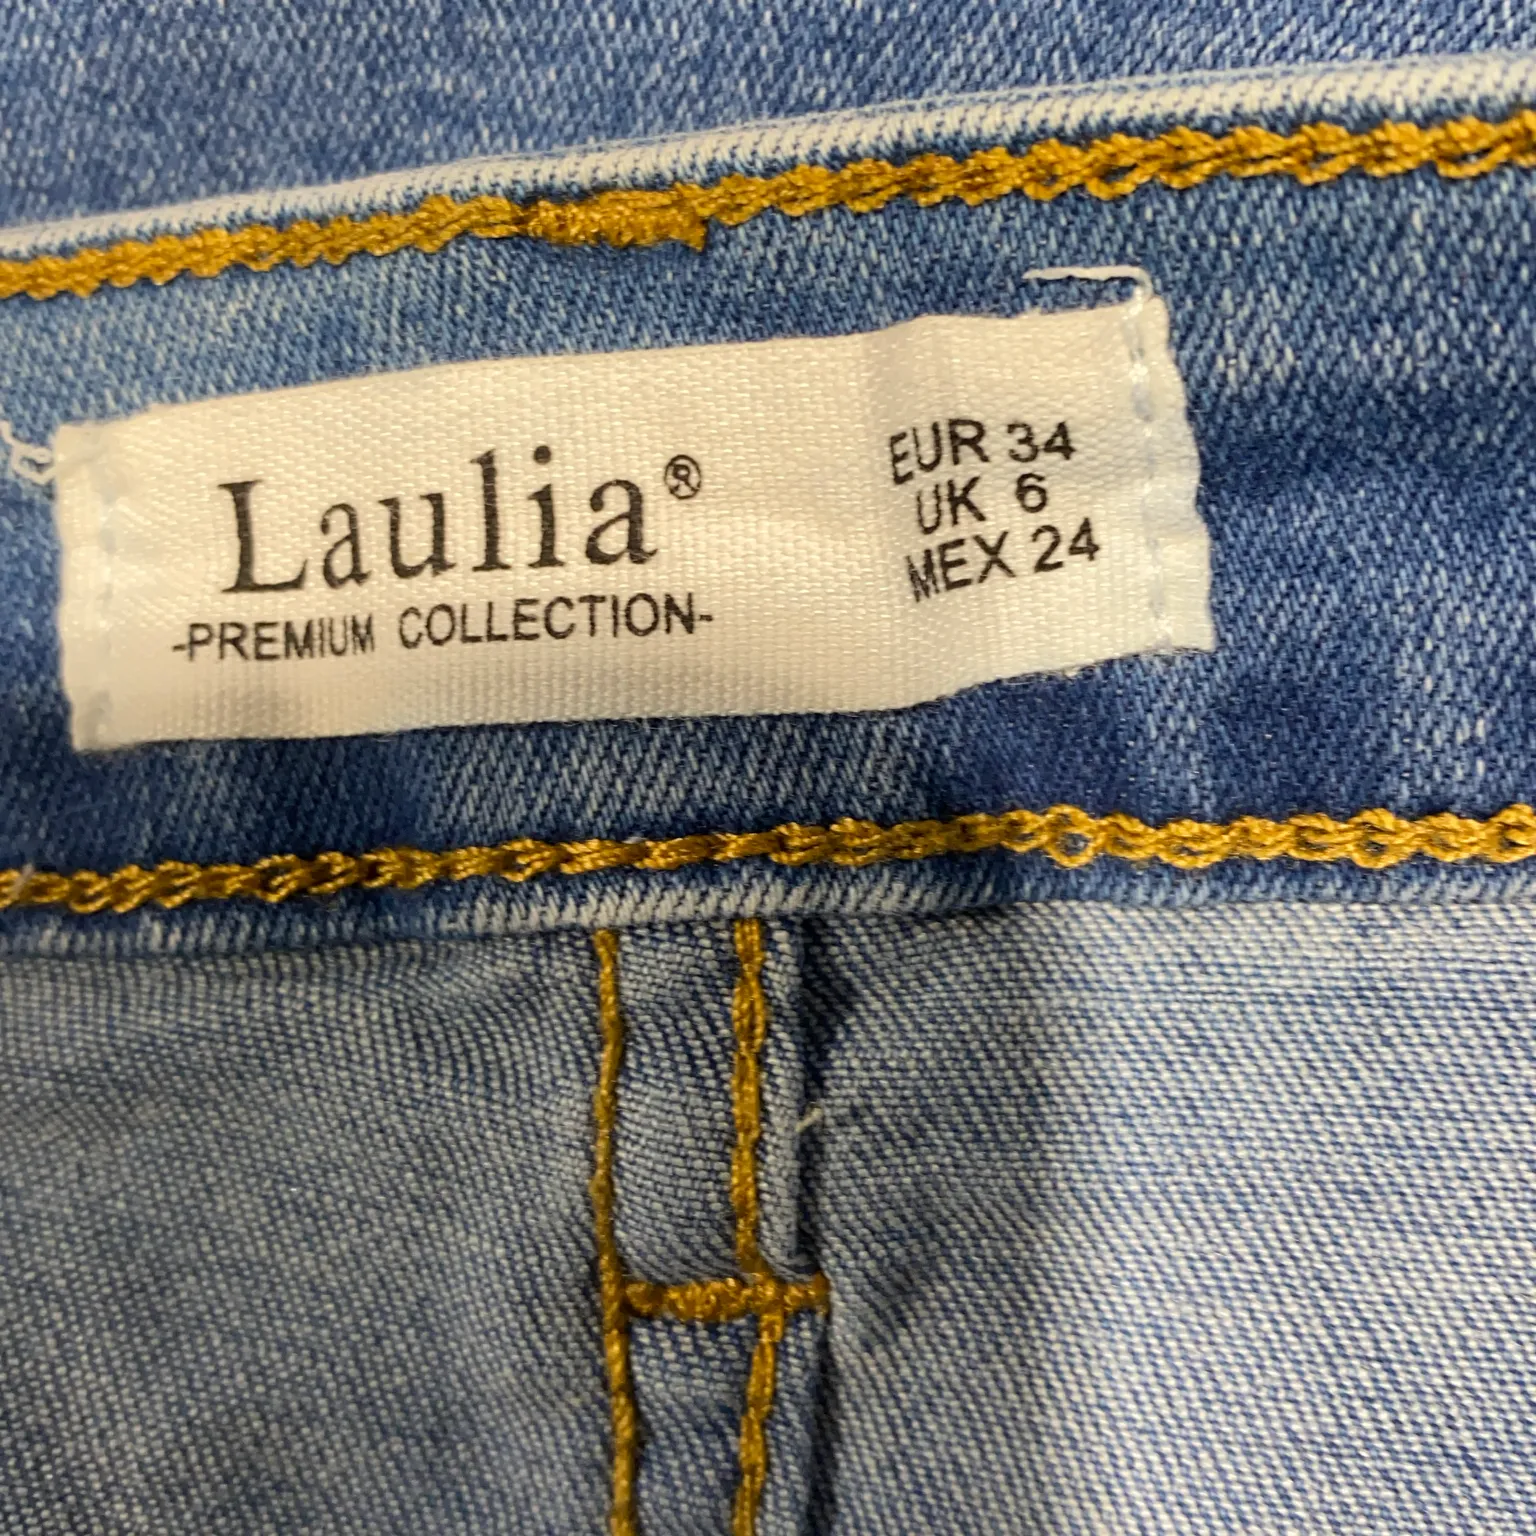 Laulia®
-PREMIUM COLLECTION-
EUR 34
UK 6
MEX 24